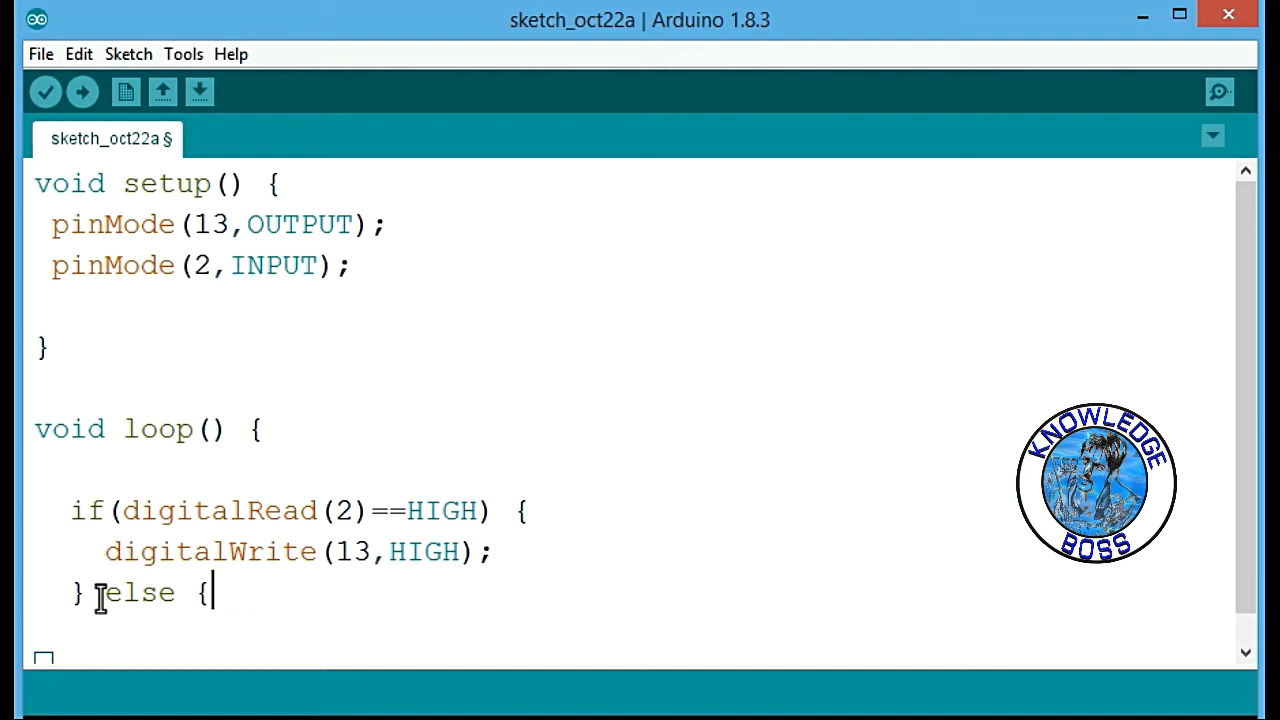 sketch_oct22a | Arduino 1.8.3
File Edit Sketch Tools Help
sketch_oct22a §
void setup() {
pinMode(13,OUTPUT);
pinMode(2,INPUT);
}
void loop() {
if(digitalRead(2)==HIGH) {
digitalWrite(13,HIGH);
} else {
KNOWLEDGE
BOSS